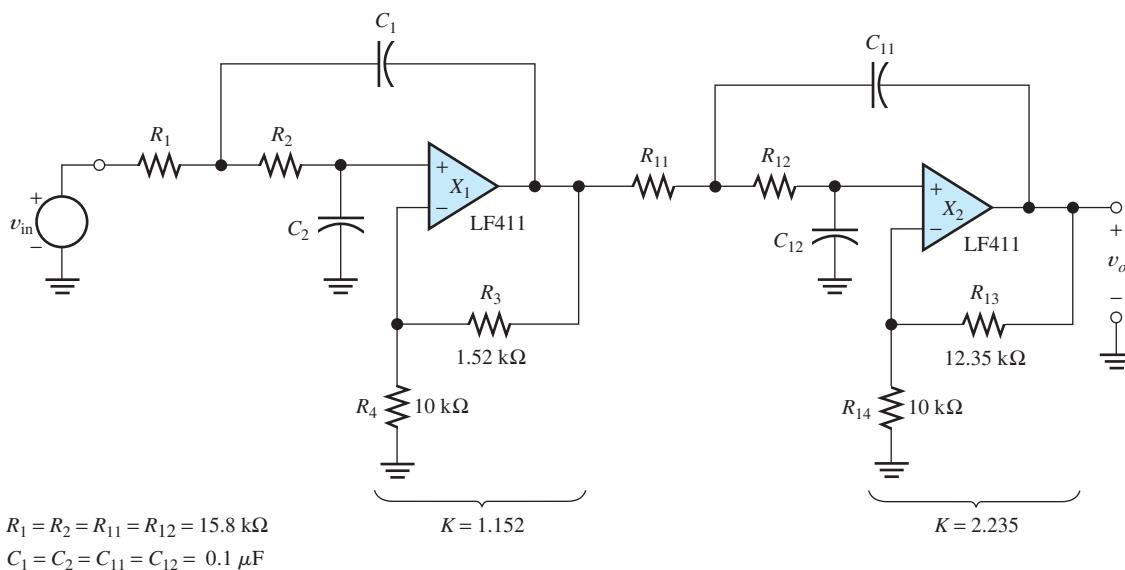 C₁
C₁₁
R₁
R₂
R₁₁
R₁₂
+
X₁
−
LF411
+
X₂
−
LF411
+
v_in
−
C₂
C₁₂
+
v_o
−
R₃
1.52 kΩ
R₁₃
12.35 kΩ
R₄ 10 kΩ
R₁₄ 10 kΩ
K = 1.152
K = 2.235
R₁ = R₂ = R₁₁ = R₁₂ = 15.8 kΩ
C₁ = C₂ = C₁₁ = C₁₂ = 0.1 μF